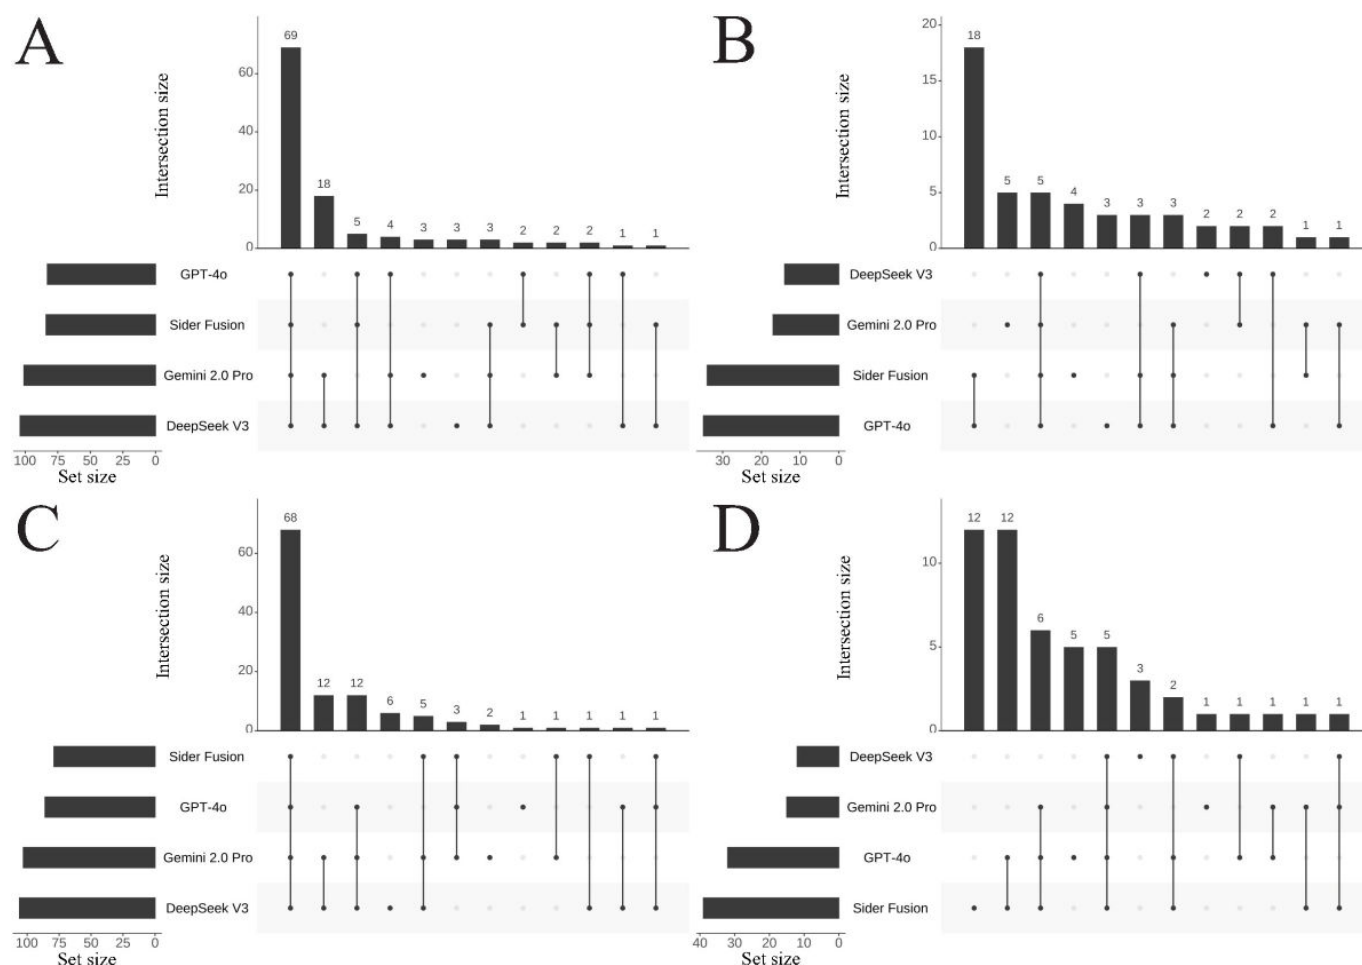 A
Intersection size
60
40
20
0
69
18
5
4
3
3
3
2
2
2
1
1
GPT-4o
Sider Fusion
Gemini 2.0 Pro
DeepSeek V3
100 75 50 25 0
Set size
B
Intersection size
20
15
10
5
0
18
5
5
4
3
3
3
2
2
2
1
1
DeepSeek V3
Gemini 2.0 Pro
Sider Fusion
GPT-4o
30 20 10 0
Set size
C
Intersection size
60
40
20
0
68
12
12
6
5
3
2
1
1
1
1
1
Sider Fusion
GPT-4o
Gemini 2.0 Pro
DeepSeek V3
100 75 50 25 0
Set size
D
Intersection size
10
5
0
12
12
6
5
5
3
2
1
1
1
1
1
DeepSeek V3
Gemini 2.0 Pro
GPT-4o
Sider Fusion
40 30 20 10 0
Set size